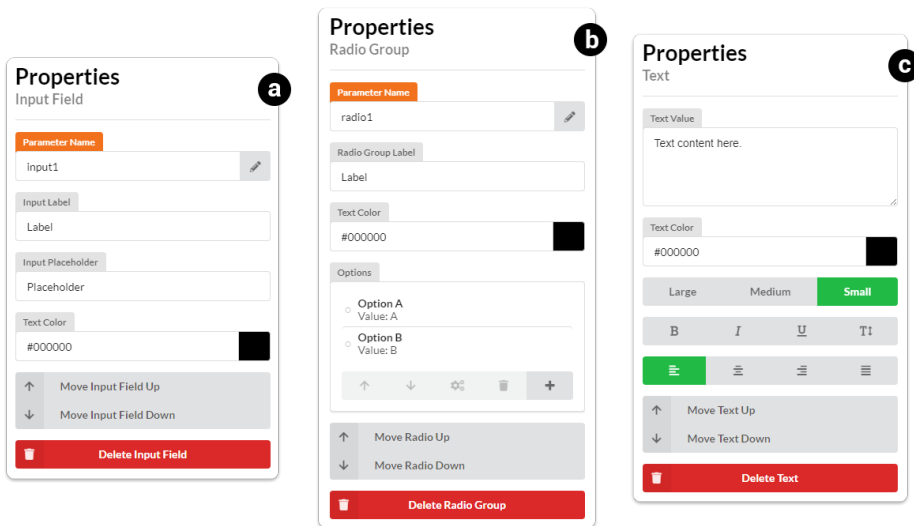 a
Properties
Input Field
Parameter Name
input1
Input Label
Label
Input Placeholder
Placeholder
Text Color
#000000
Move Input Field Up
Move Input Field Down
Delete Input Field
b
Properties
Radio Group
Parameter Name
radio1
Radio Group Label
Label
Text Color
#000000
Options
Option A
Value: A
Option B
Value: B
Move Radio Up
Move Radio Down
Delete Radio Group
c
Properties
Text
Text Value
Text content here.
Text Color
#000000
Large Medium Small
B I U T↕
Move Text Up
Move Text Down
Delete Text